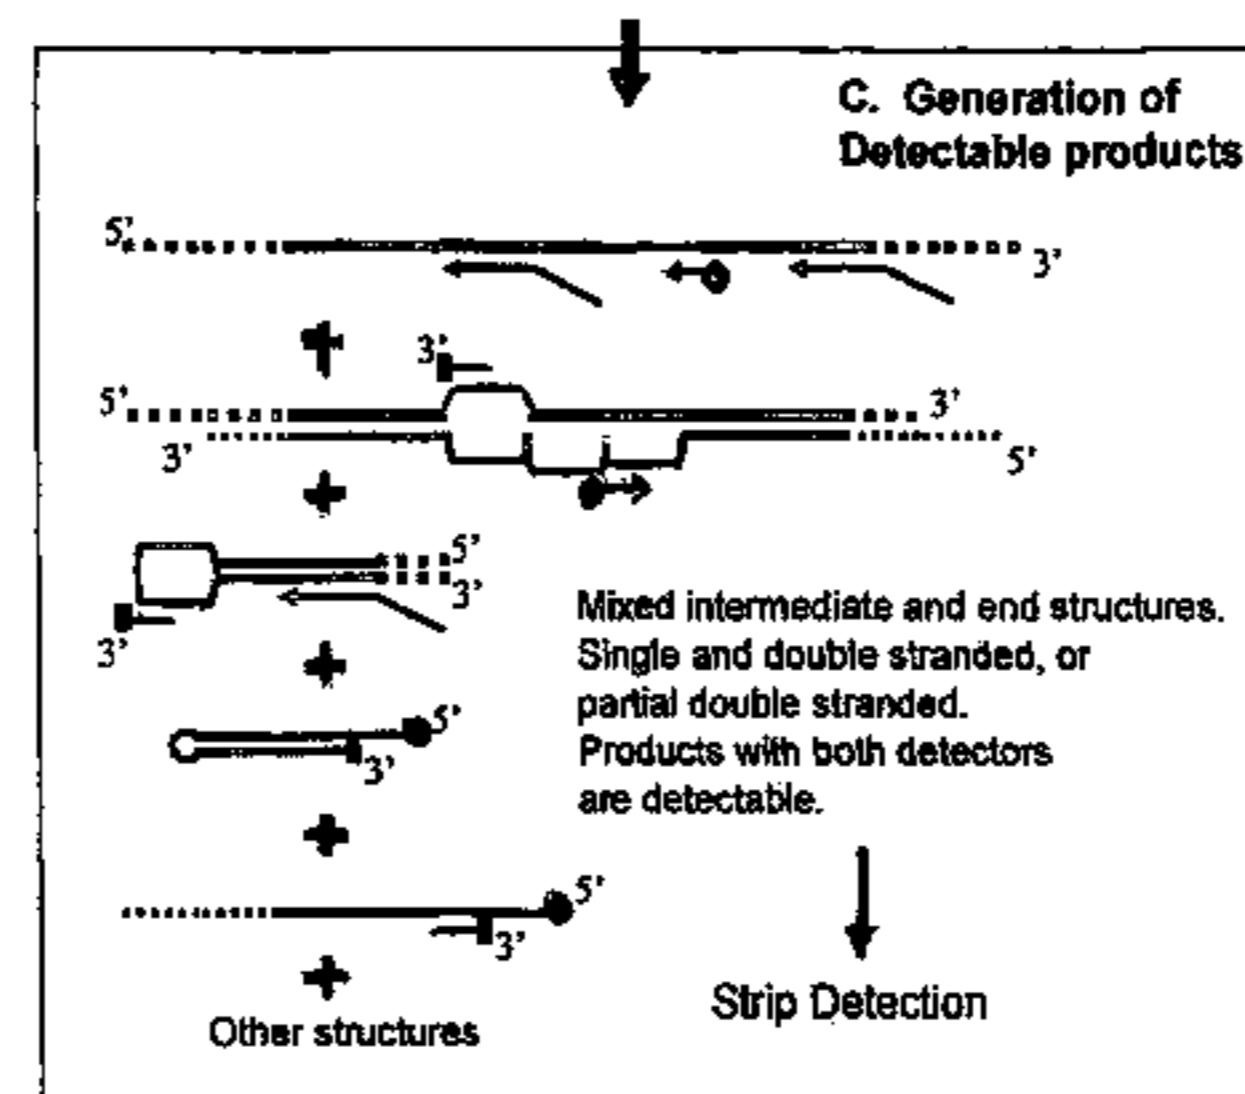 C. Generation of
Detectable products
5'
3'
3'
5'
3'
3'
5'
5'
3'
3'
Mixed intermediate and end structures.
Single and double stranded, or
partial double stranded.
Products with both detectors
are detectable.
5'
3'
5'
3'
Strip Detection
Other structures